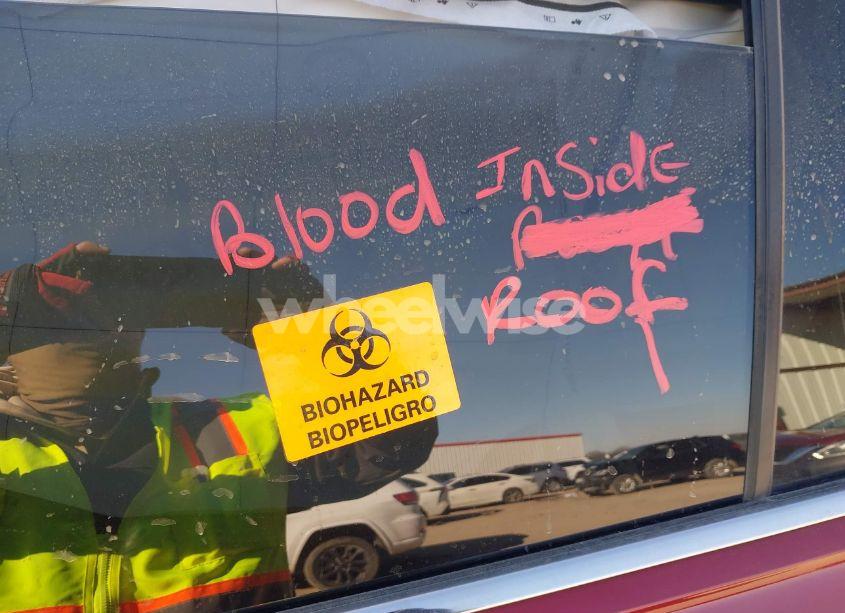 Blood Inside
Roof
wheelwise
BIOHAZARD
BIOPELIGRO